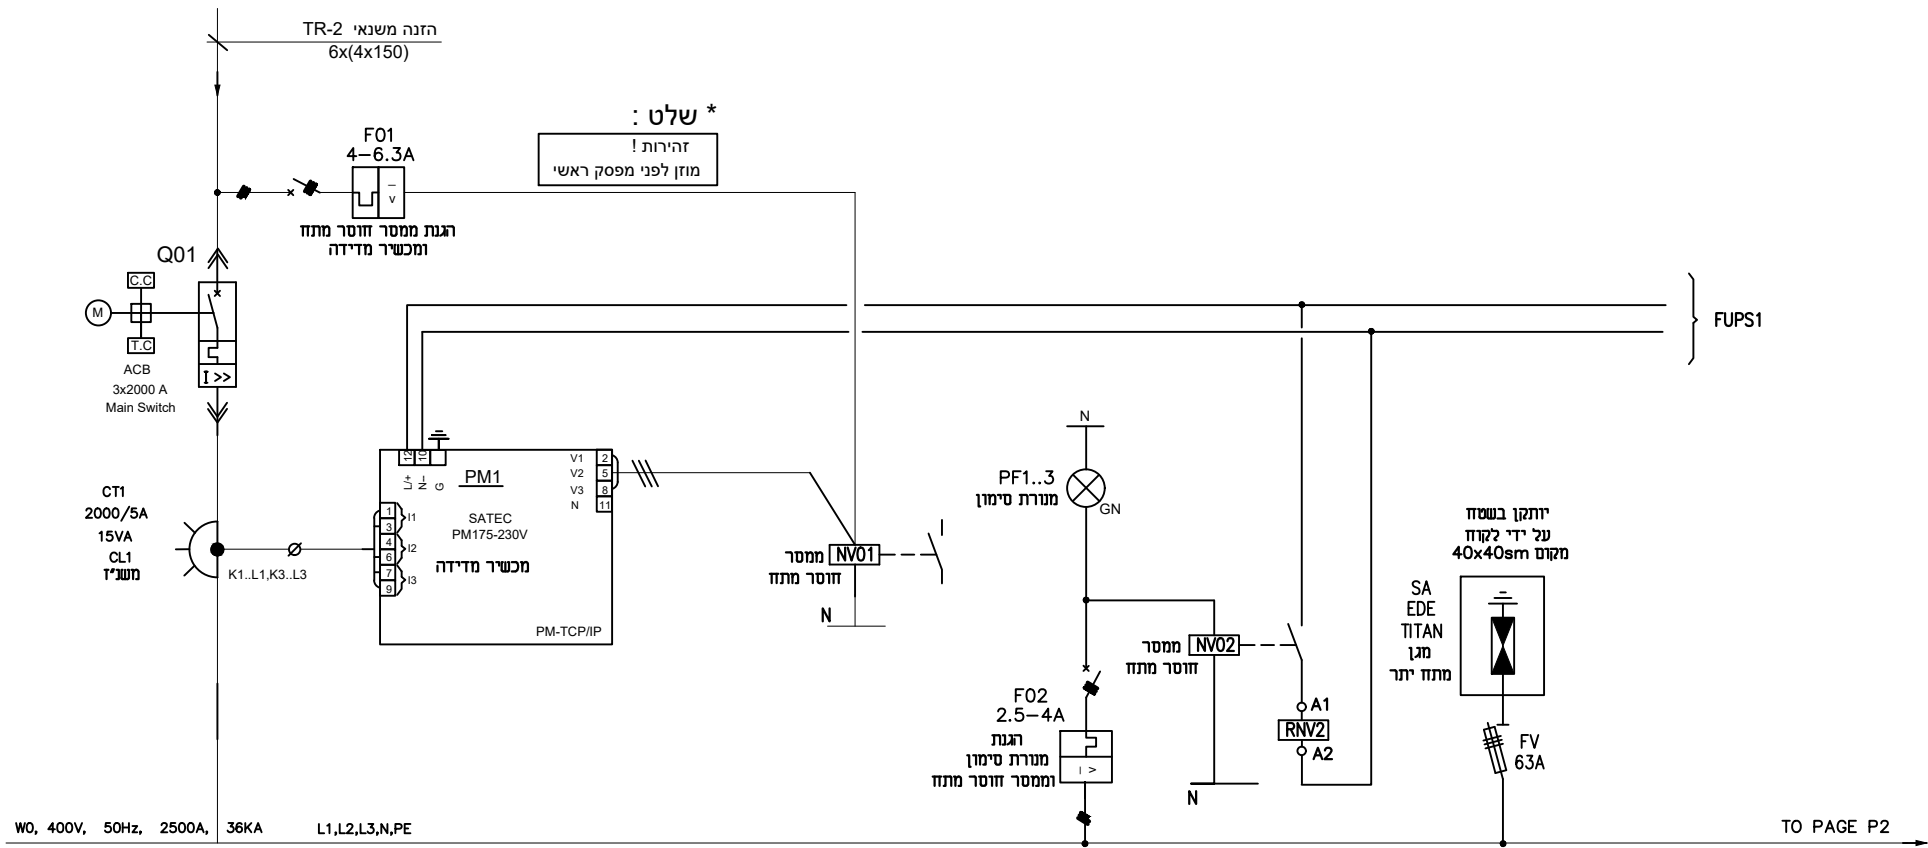 הזנה משנאי TR-2
6x(4x150)
* שלט :
זהירות !
מוזן לפני מפסק ראשי
F01
4-6.3A
I
>
הגנת ממסר חוסר מתח
ומכשיר מדידה
Q01
C.C
M
T.C
I >>
ACB
3x2000 A
Main Switch
FUPS1
12
10
L/+
N-
G
PM1
V1 2
V2 5
V3 8
N 11
1
3
4
6
7
9
I1
I2
I3
SATEC
PM175-230V
מכשיר מדידה
PM-TCP/IP
CT1
2000/5A
15VA
CL1
משנ"ז
K1..L1,K3..L3
ממסר
חוסר מתח
NV01
N
N
PF1..3
מנורת סימון
GN
ממסר
חוסר מתח
NV02
N
F02
2.5-4A
הגנת
מנורת סימון
וממסר חוסר מתח
I >
A1
RNV2
A2
יותקן בשטח
על ידי לקוח
מקום 40x40sm
SA
EDE
TITAN
מגן
מתח יתר
FV
63A
W0, 400V, 50Hz, 2500A, 36KA L1,L2,L3,N,PE
TO PAGE P2